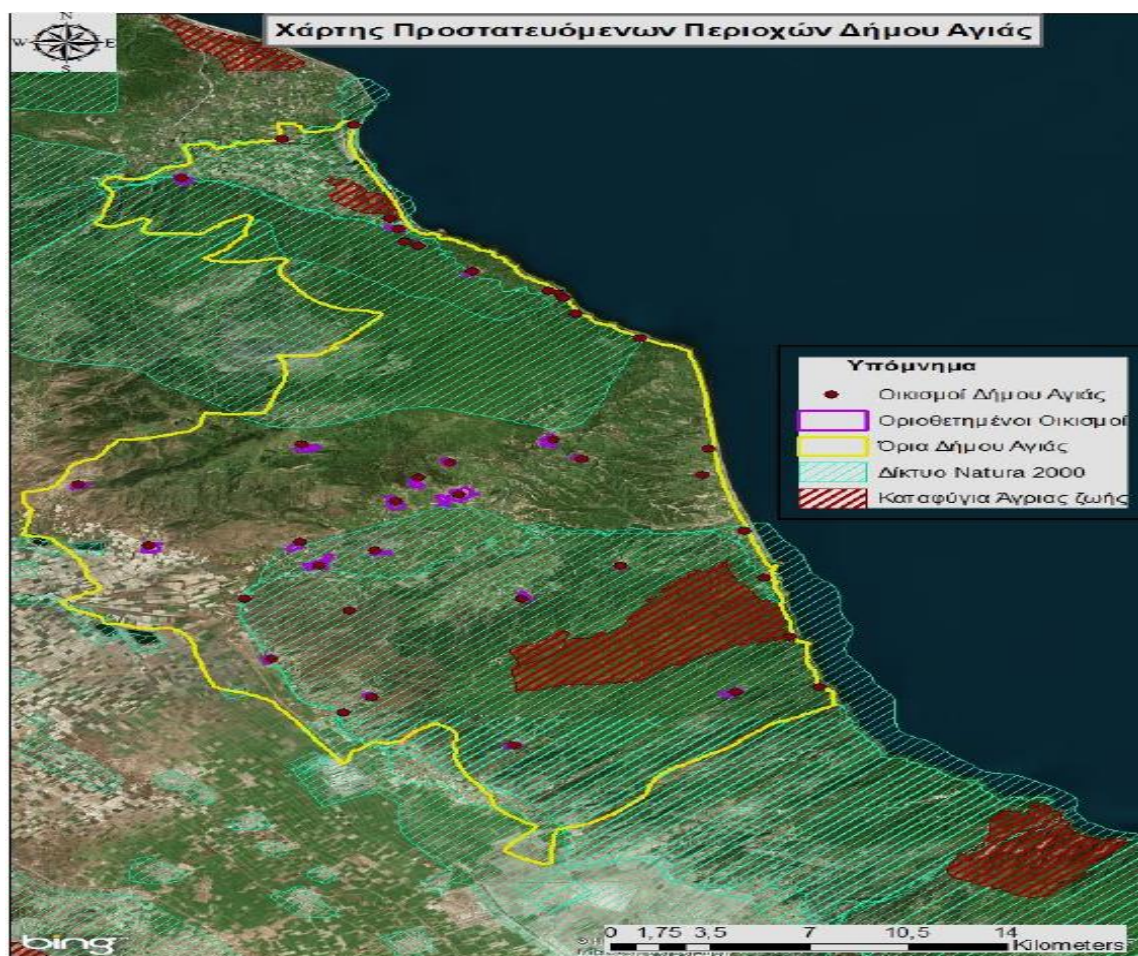 Χάρτης Προστατευόμενων Περιοχών Δήμου Αγιάς
N
W E
S
Υπόμνημα
Οικισμοί Δήμου Αγιάς
Οριοθετημένοι Οικισμοί
Όρια Δήμου Αγιάς
Δίκτυο Natura 2000
Καταφύγια Άγριας ζωής
0 1,75 3,5 7 10,5 14
Kilometers
bing